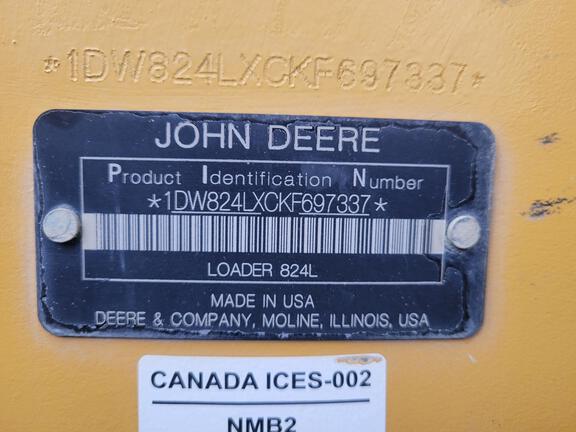 *1DW824LXCKF697337*
JOHN DEERE
Product Identification Number
*1DW824LXCKF697337*
LOADER 824L
MADE IN USA
DEERE & COMPANY, MOLINE, ILLINOIS, USA
CANADA ICES-002
NMB2